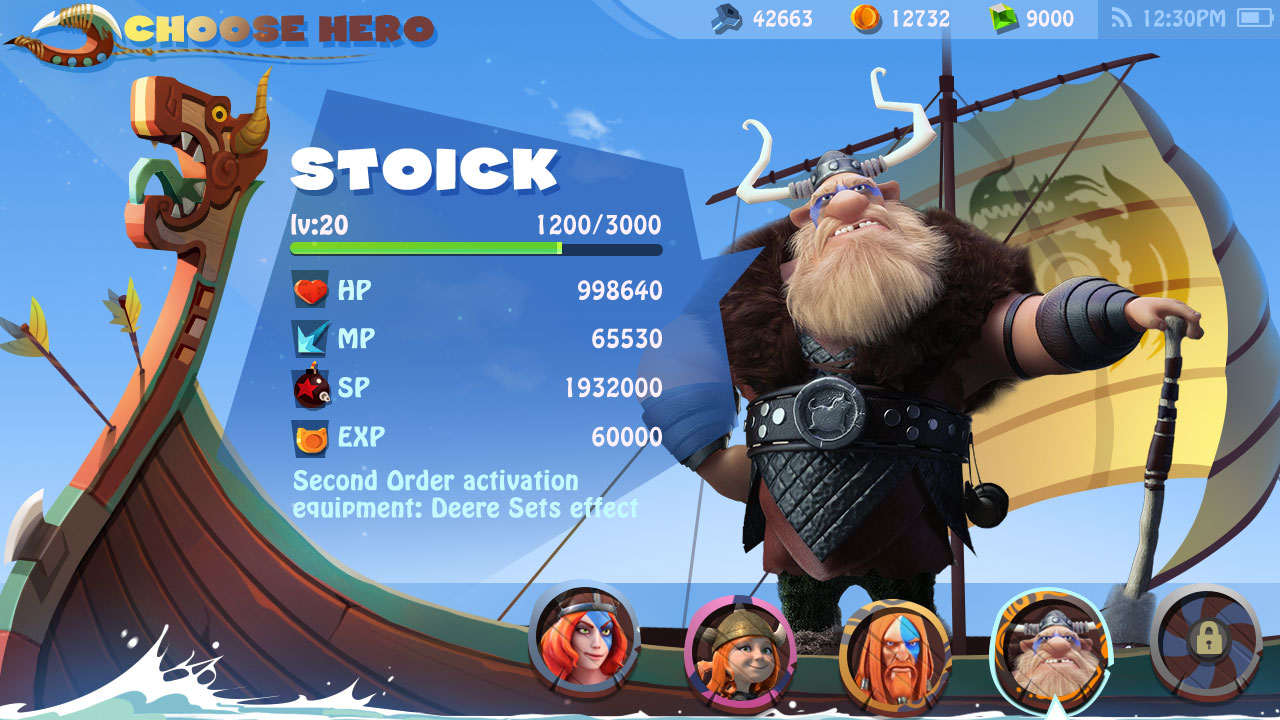 CHOOSE HERO
42663
12732
9000
12:30PM
STOICK
lv:20
1200/3000
HP
998640
MP
65530
SP
1932000
EXP
60000
Second Order activation
equipment: Deere Sets effect